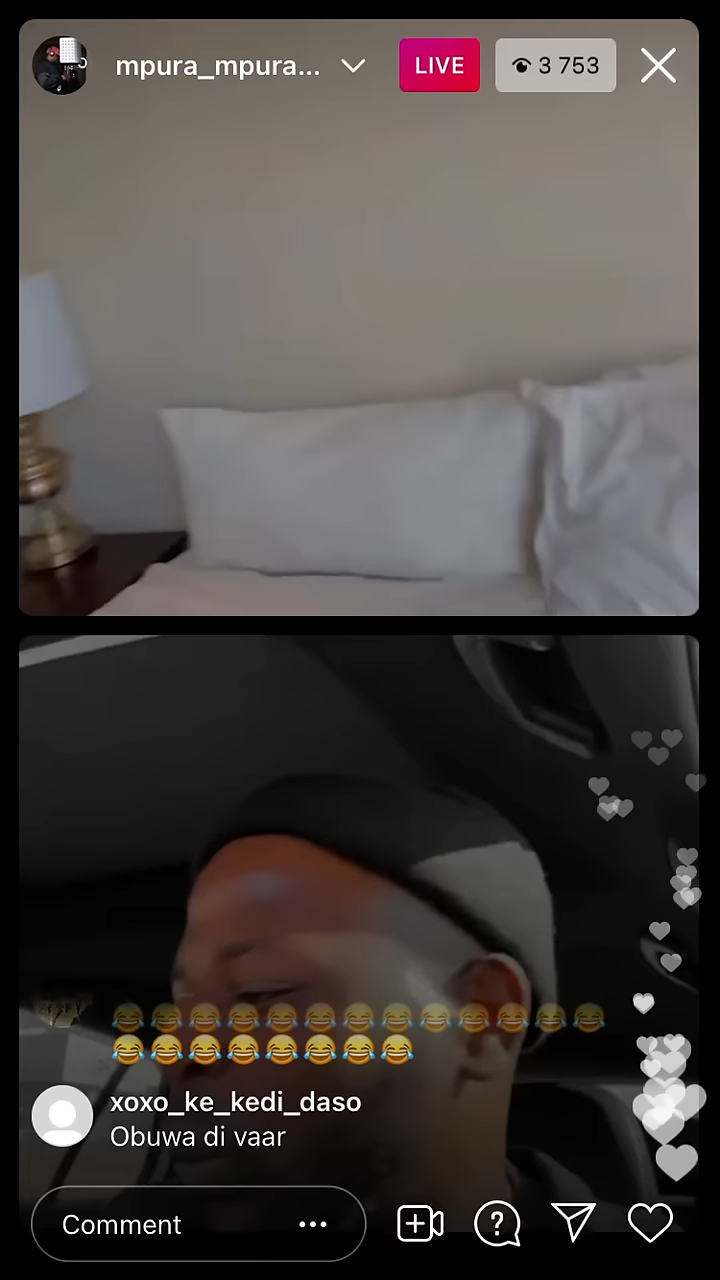 mpura_mpura...
LIVE
3 753
😂😂😂😂😂😂😂😂😂😂😂😂😂
😂😂😂😂😂😂😂😂
xoxo_ke_kedi_daso
Obuwa di vaar
Comment